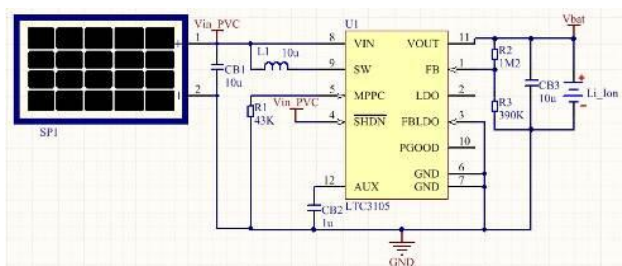 Vin_PVC
U1
Vbat
1
L1
10u
8
VIN
VOUT
11
R2
1M2
CB1
10u
9
SW
FB
1
CB3
10u
2
R1
43K
Vin_PVC
5
MPPC
LDO
2
Li_Ion
4
SHDN
FBLDO
3
R3
390K
SP1
PGOOD
10
GND
6
12
AUX
GND
7
CB2
1u
LTC3105
GND